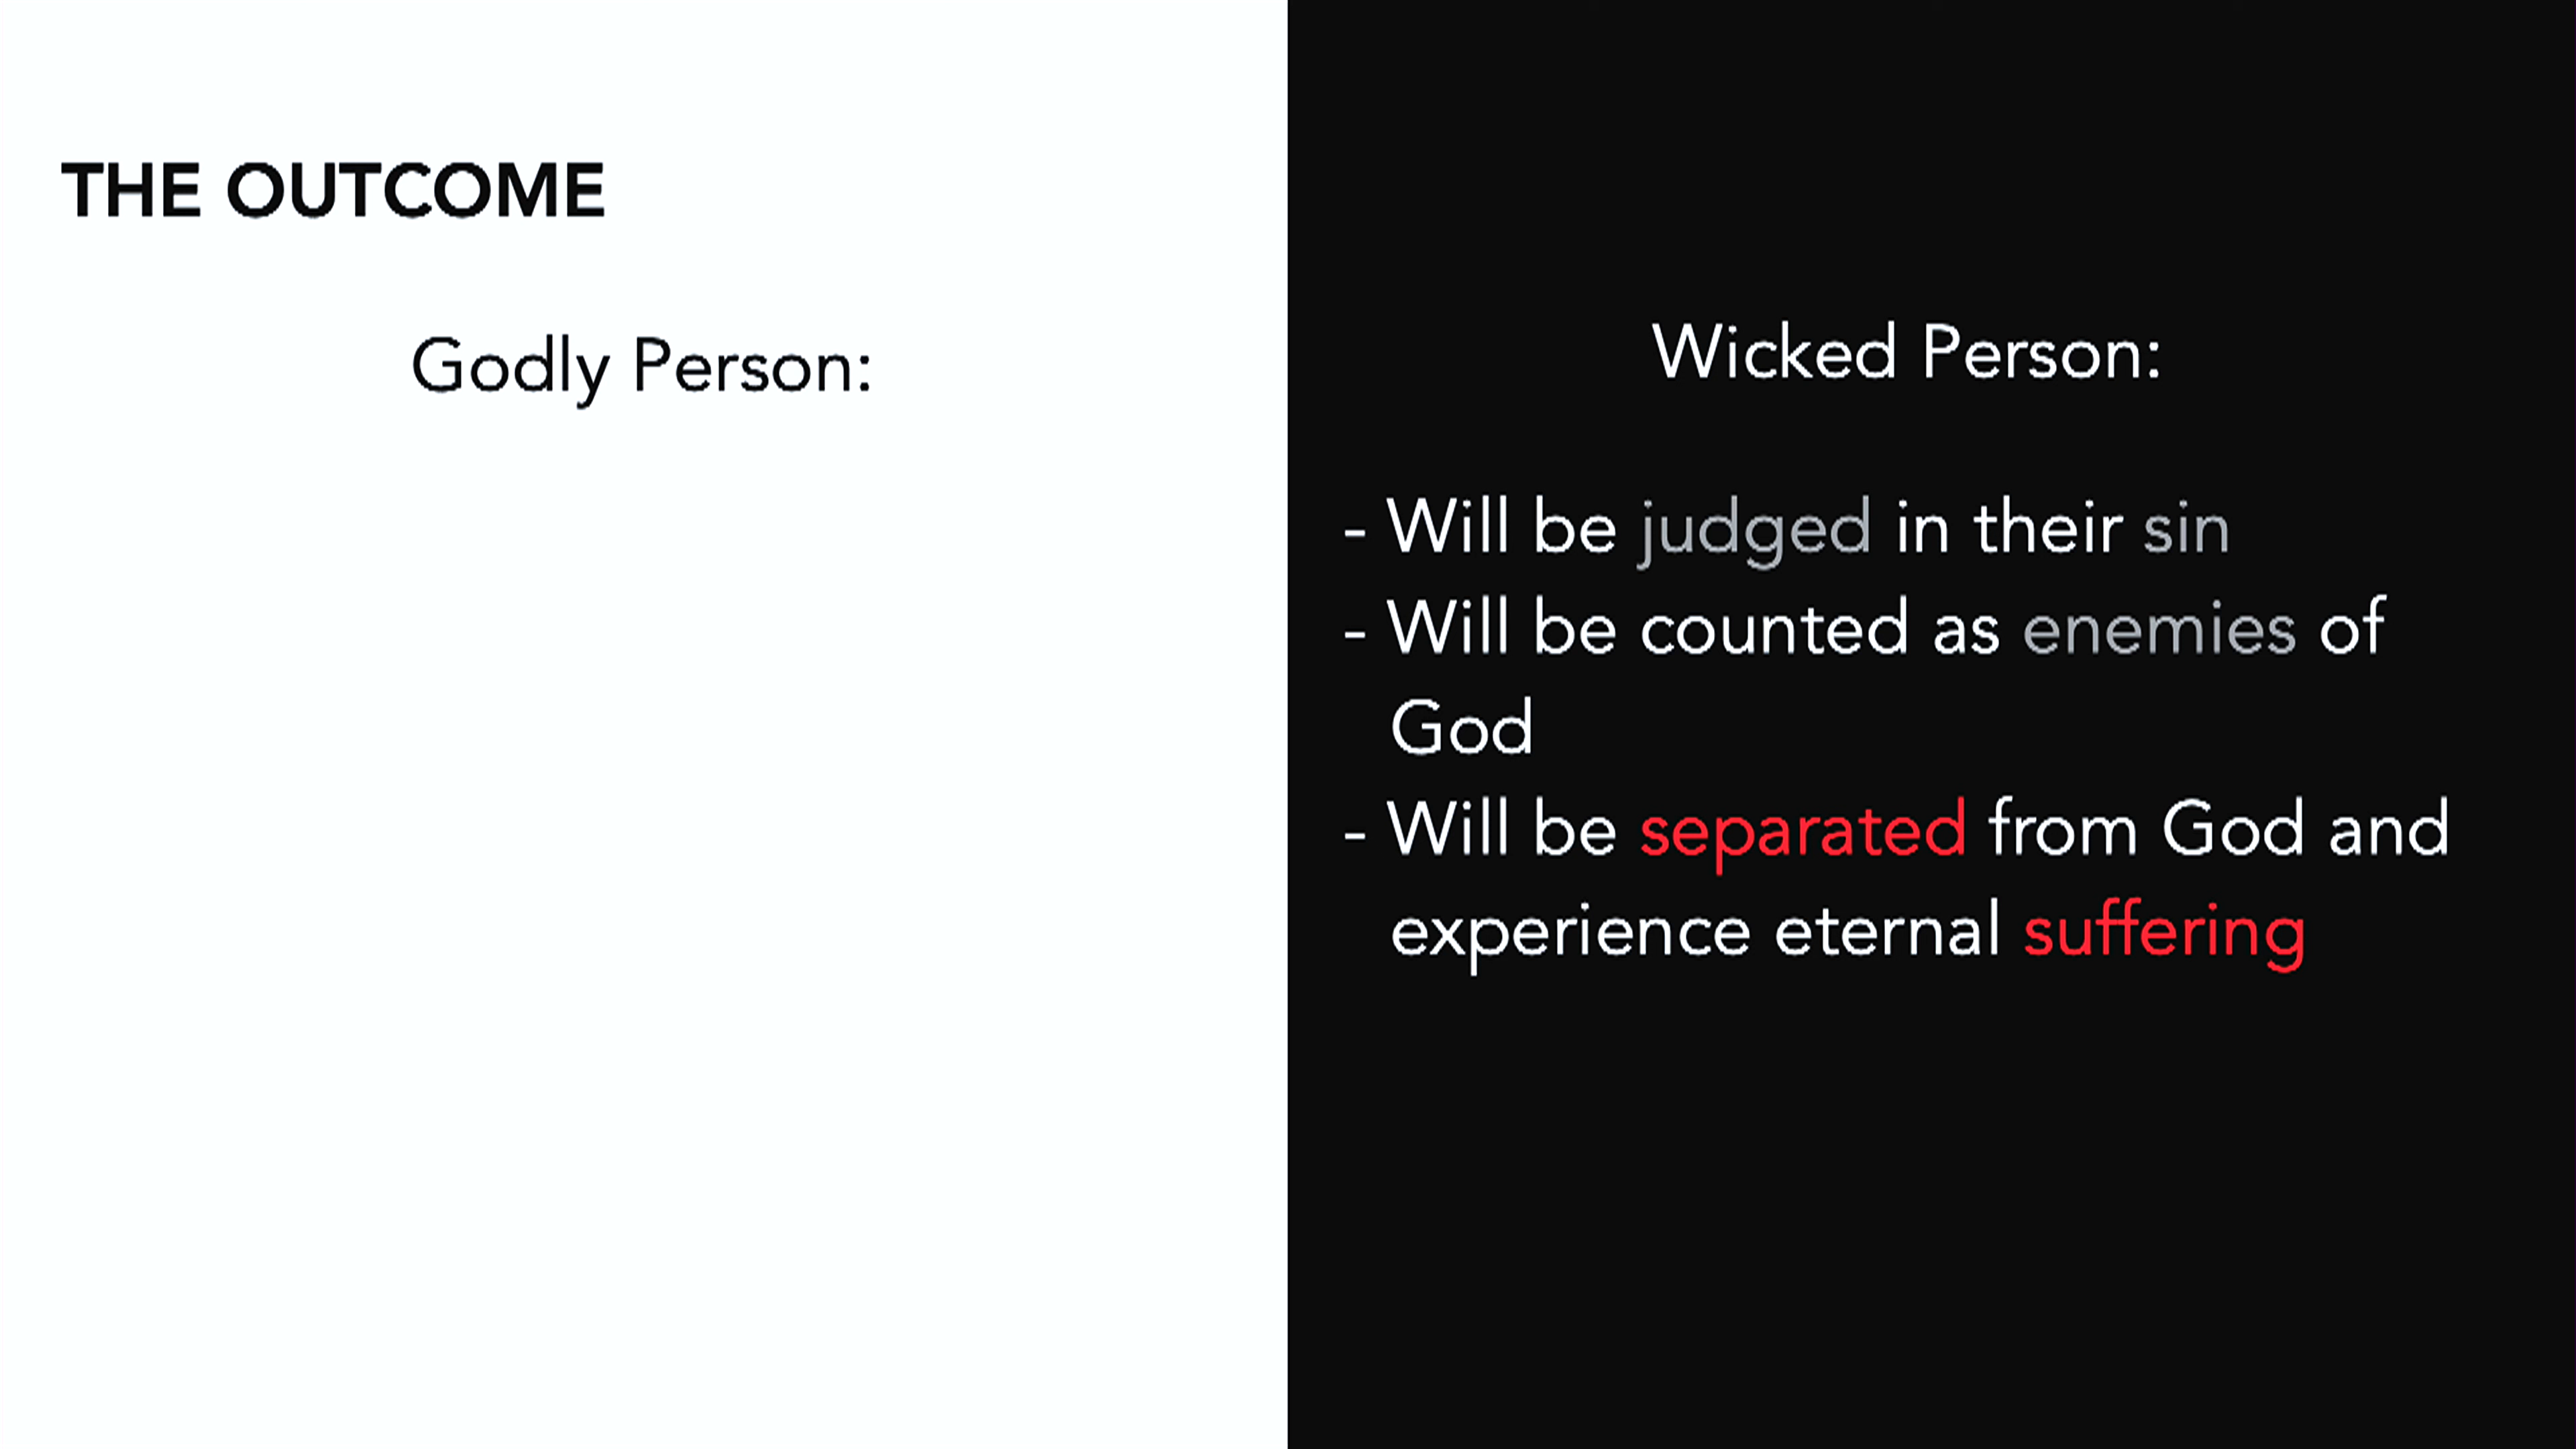 THE OUTCOME
Godly Person:
Wicked Person:
- Will be judged in their sin
- Will be counted as enemies of
God
- Will be separated from God and
experience eternal suffering